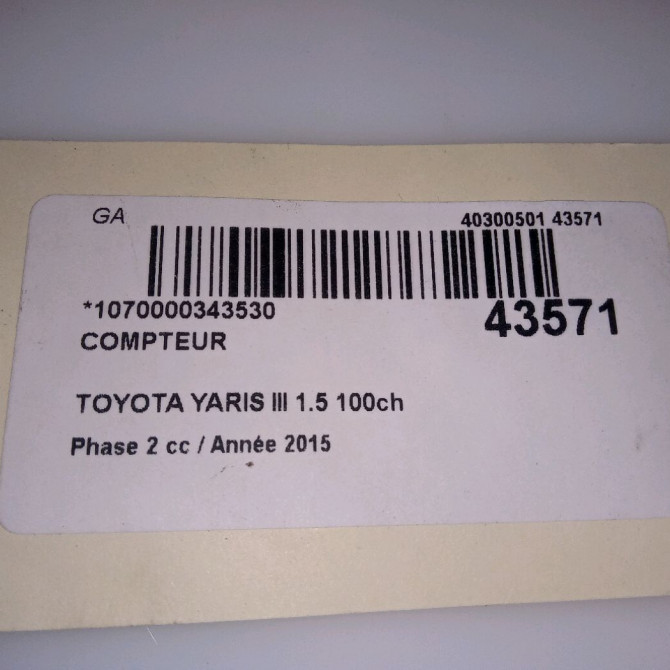 GA
40300501 43571
*1070000343530
43571
COMPTEUR
TOYOTA YARIS III 1.5 100ch
Phase 2 cc / Année 2015